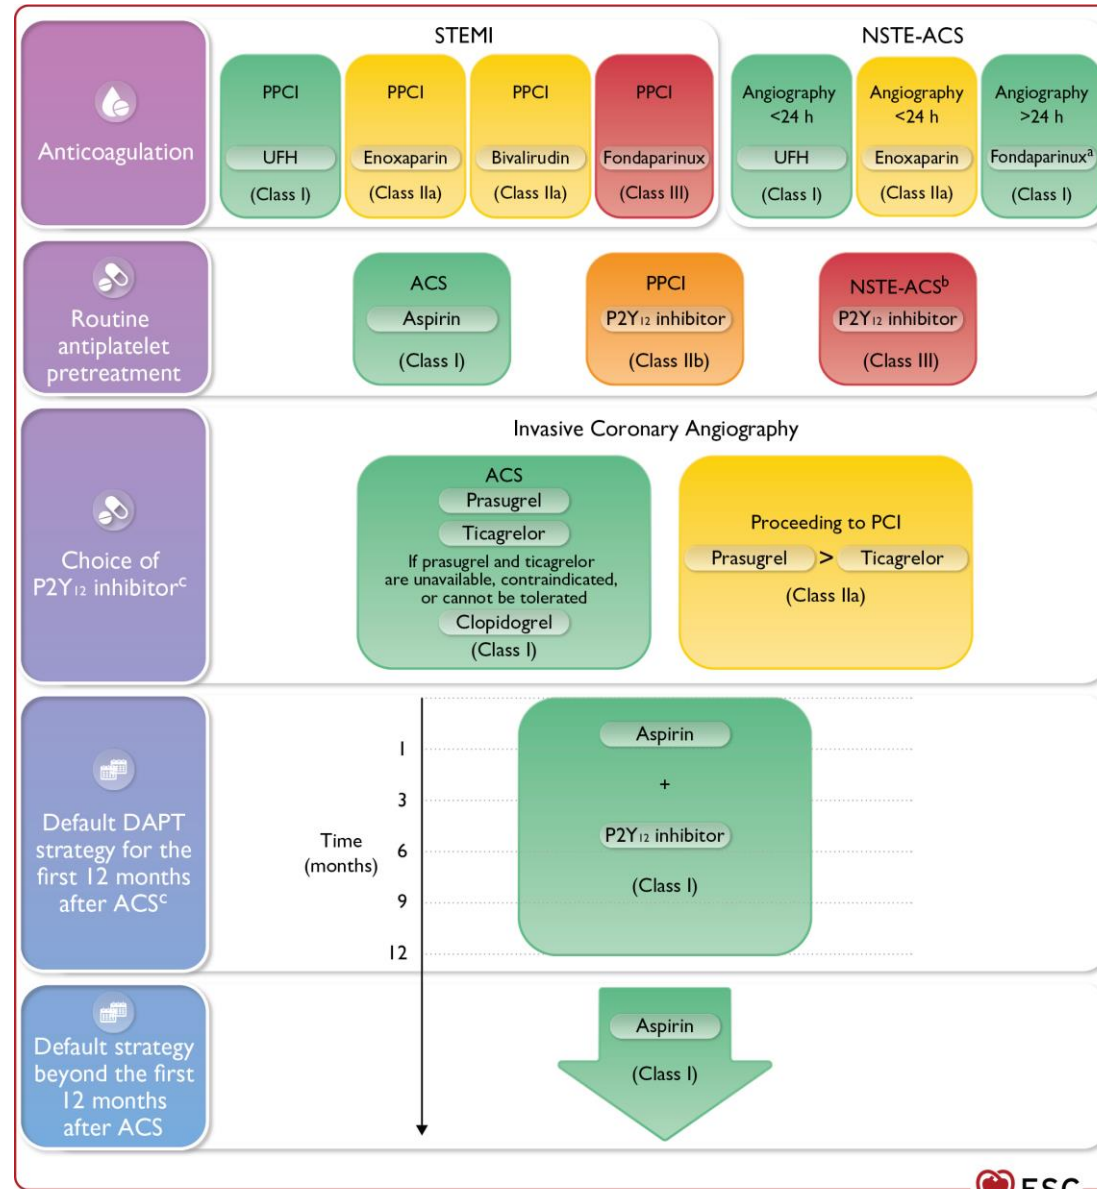 STEMI
NSTE-ACS
Anticoagulation
PPCI
UFH
(Class I)
PPCI
Enoxaparin
(Class IIa)
PPCI
Bivalirudin
(Class IIa)
PPCI
Fondaparinux
(Class III)
Angiography
<24 h
UFH
(Class I)
Angiography
<24 h
Enoxaparin
(Class IIa)
Angiography
>24 h
Fondaparinuxᵃ
(Class I)
Routine
antiplatelet
pretreatment
ACS
Aspirin
(Class I)
PPCI
P2Y₁₂ inhibitor
(Class IIb)
NSTE-ACSᵇ
P2Y₁₂ inhibitor
(Class III)
Choice of
P2Y₁₂ inhibitorᶜ
Invasive Coronary Angiography
ACS
Prasugrel
Ticagrelor
If prasugrel and ticagrelor
are unavailable, contraindicated,
or cannot be tolerated
Clopidogrel
(Class I)
Proceeding to PCI
Prasugrel > Ticagrelor
(Class IIa)
Default DAPT
strategy for the
first 12 months
after ACSᶜ
Time
(months)
1
3
6
9
12
Aspirin
+
P2Y₁₂ inhibitor
(Class I)
Default strategy
beyond the first
12 months
after ACS
Aspirin
(Class I)
ESC